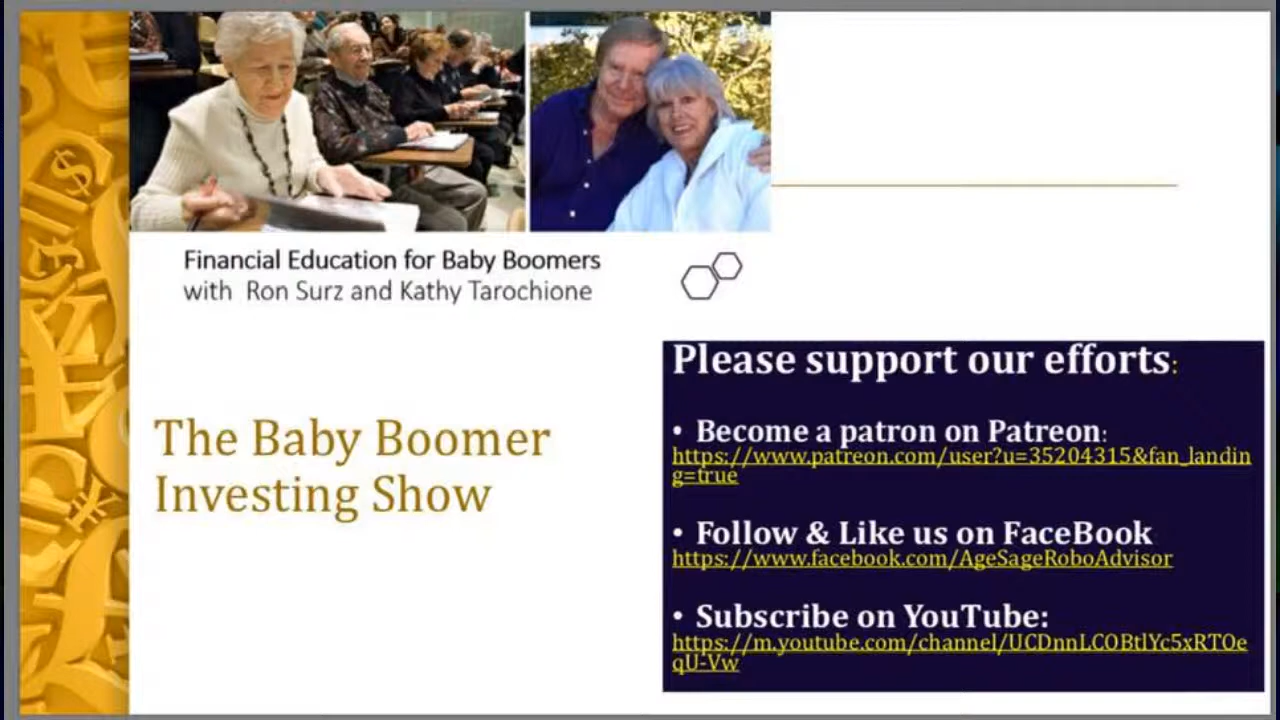 Financial Education for Baby Boomers
with Ron Surz and Kathy Tarochione
The Baby Boomer
Investing Show
Please support our efforts:
• Become a patron on Patreon:
https://www.patreon.com/user?u=35204315&fan_landin
g=true
• Follow & Like us on FaceBook
https://www.facebook.com/AgeSageRoboAdvisor
• Subscribe on YouTube:
https://m.youtube.com/channel/UCDnnLCOBtlYc5xRTOe
qU-Vw